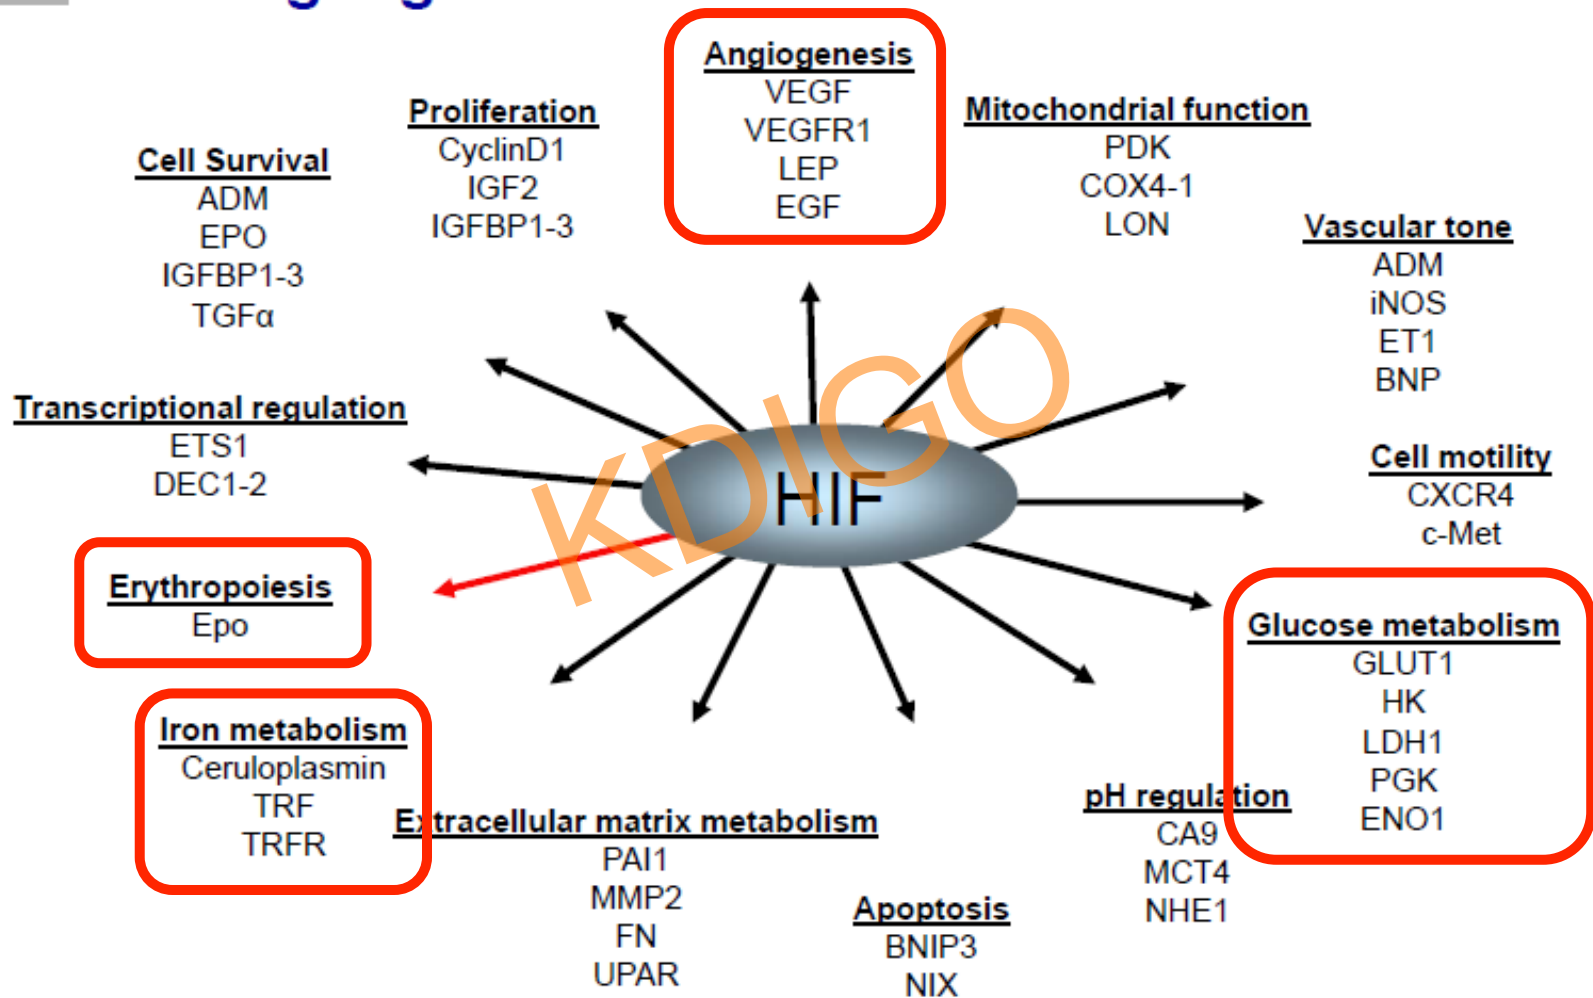 Angiogenesis
VEGF
VEGFR1
LEP
EGF
Proliferation
CyclinD1
IGF2
IGFBP1-3
Mitochondrial function
PDK
COX4-1
LON
Cell Survival
ADM
EPO
IGFBP1-3
TGFα
Vascular tone
ADM
iNOS
ET1
BNP
Transcriptional regulation
ETS1
DEC1-2
Cell motility
CXCR4
c-Met
HIF
KDIGO
Erythropoiesis
Epo
Glucose metabolism
GLUT1
HK
LDH1
PGK
ENO1
Iron metabolism
Ceruloplasmin
TRF
TRFR
Extracellular matrix metabolism
PAI1
MMP2
FN
UPAR
pH regulation
CA9
MCT4
NHE1
Apoptosis
BNIP3
NIX